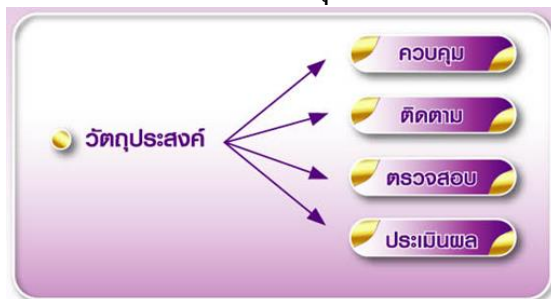 วัตถุประสงค์
ควบคุม
ติดตาม
ตรวจสอบ
ประเมินผล